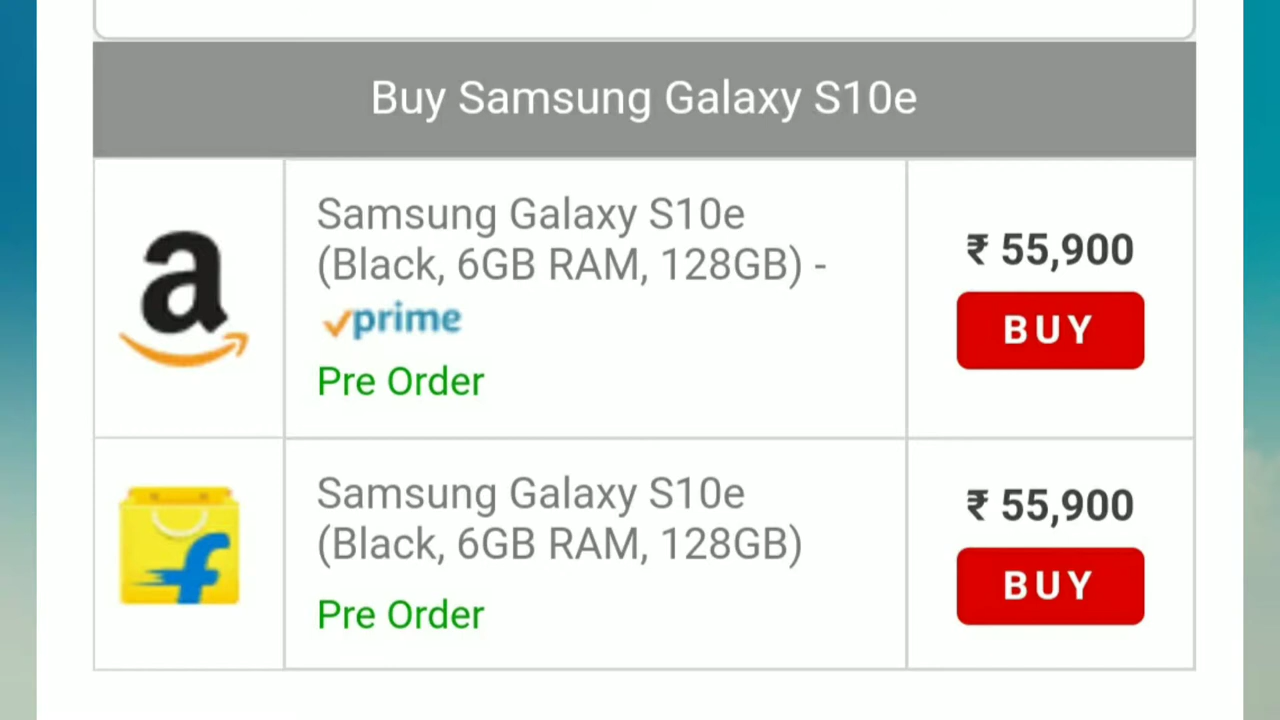 Buy Samsung Galaxy S10e
a
Samsung Galaxy S10e
(Black, 6GB RAM, 128GB) -
prime
Pre Order
₹ 55,900
BUY
f
Samsung Galaxy S10e
(Black, 6GB RAM, 128GB)
Pre Order
₹ 55,900
BUY